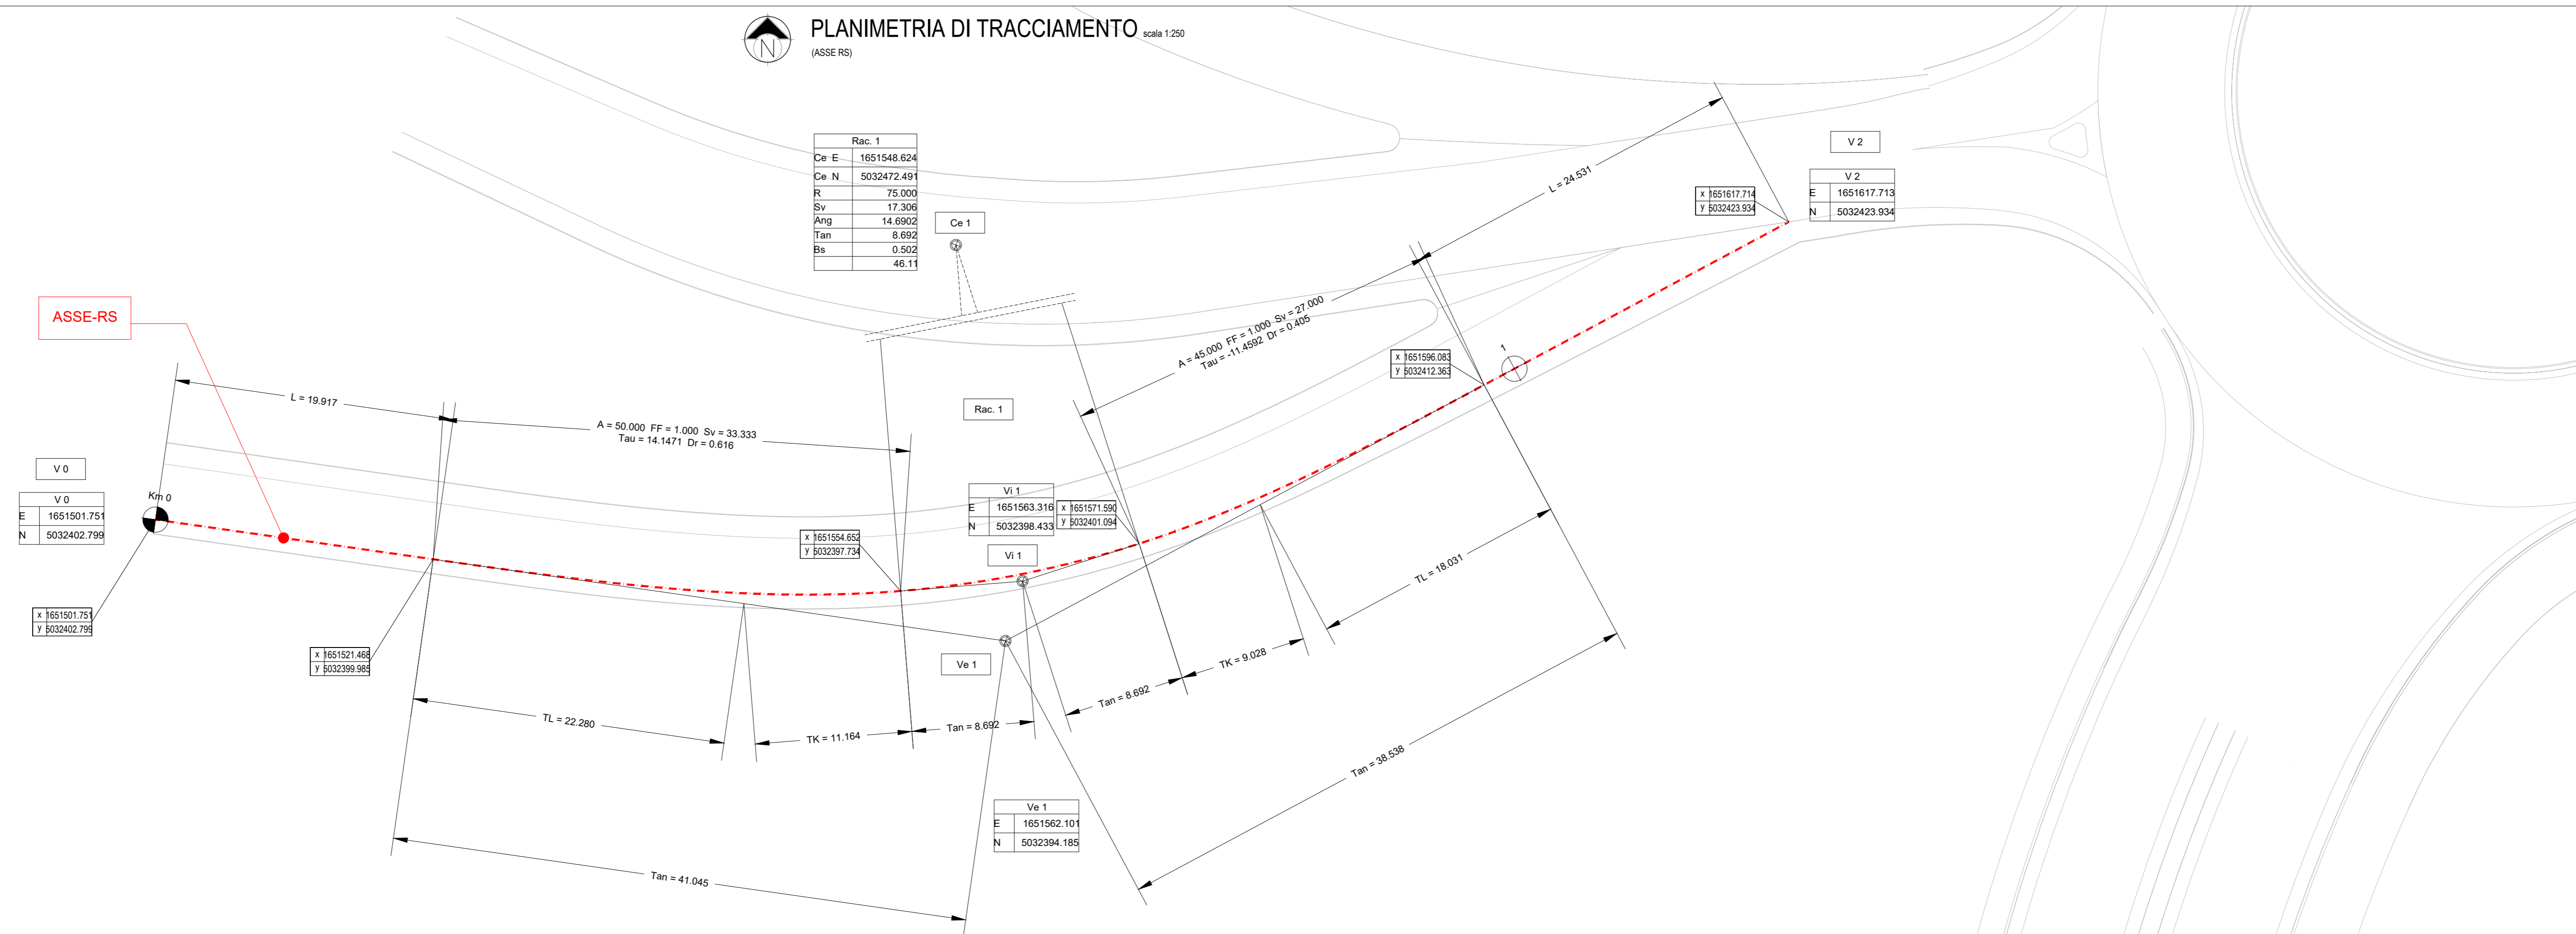 PLANIMETRIA DI TRACCIAMENTO scala 1:250
(ASSE RS)
N
Rac. 1
Ce E 1651548.624
Ce N 5032472.491
R 75.000
Sv 17.306
Ang 14.6902
Tan 8.692
Bs 0.502
46.11
Ce 1
V 2
V 2
E 1651617.713
N 5032423.934
x 1651617.714
y 5032423.934
L = 24.531
ASSE-RS
A = 45.000 FF = 1.000 Sv = 27.000
Tau = -11.4592 Dr = 0.405
x 1651596.083
y 5032412.363
1
L = 19.917
A = 50.000 FF = 1.000 Sv = 33.333
Tau = 14.1471 Dr = 0.616
Rac. 1
V 0
V 0
E 1651501.751
N 5032402.799
Km 0
Vi 1
E 1651563.316
N 5032398.433
x 1651571.590
y 5032401.094
x 1651554.652
y 5032397.734
Vi 1
x 1651501.751
y 5032402.799
x 1651521.468
y 5032399.985
Ve 1
TL = 18.031
TK = 9.028
Tan = 8.692
TL = 22.280
TK = 11.164
Tan = 8.692
Tan = 38.538
Ve 1
E 1651562.101
N 5032394.185
Tan = 41.045